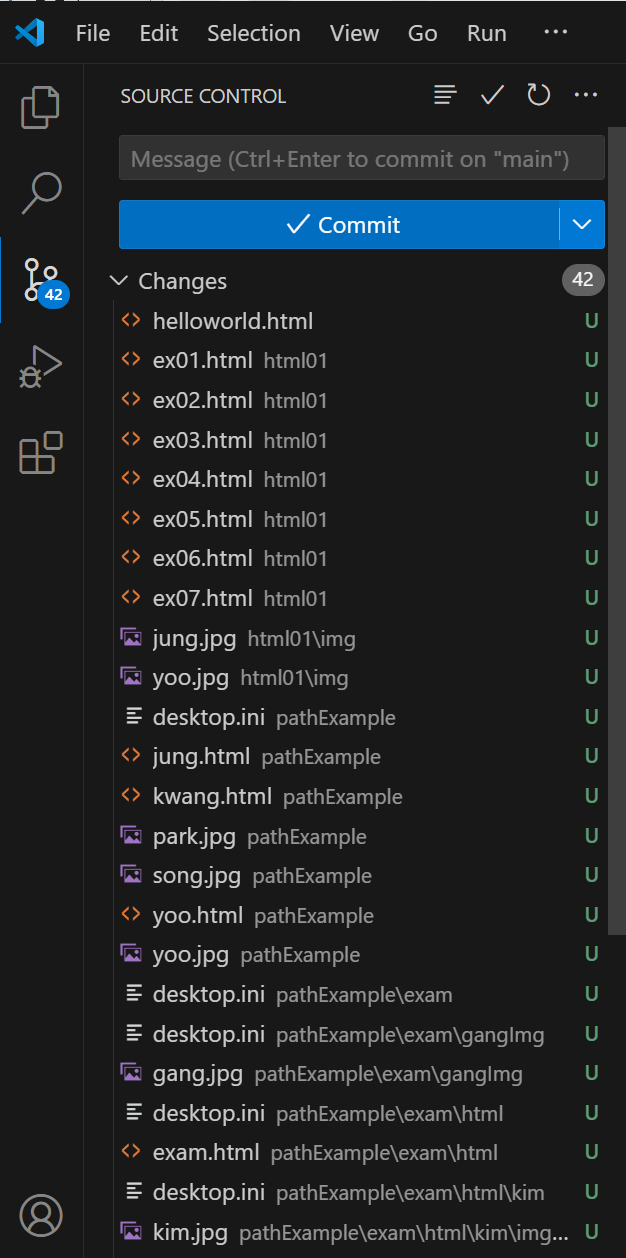 File Edit Selection View Go Run ...
SOURCE CONTROL
Message (Ctrl+Enter to commit on "main")
Commit
Changes 42
42
helloworld.html U
ex01.html html01 U
ex02.html html01 U
ex03.html html01 U
ex04.html html01 U
ex05.html html01 U
ex06.html html01 U
ex07.html html01 U
jung.jpg html01\img U
yoo.jpg html01\img U
desktop.ini pathExample U
jung.html pathExample U
kwang.html pathExample U
park.jpg pathExample U
song.jpg pathExample U
yoo.html pathExample U
yoo.jpg pathExample U
desktop.ini pathExample\exam U
desktop.ini pathExample\exam\gangImg U
gang.jpg pathExample\exam\gangImg U
desktop.ini pathExample\exam\html U
exam.html pathExample\exam\html U
desktop.ini pathExample\exam\html\kim U
kim.jpg pathExample\exam\html\kim\img... U